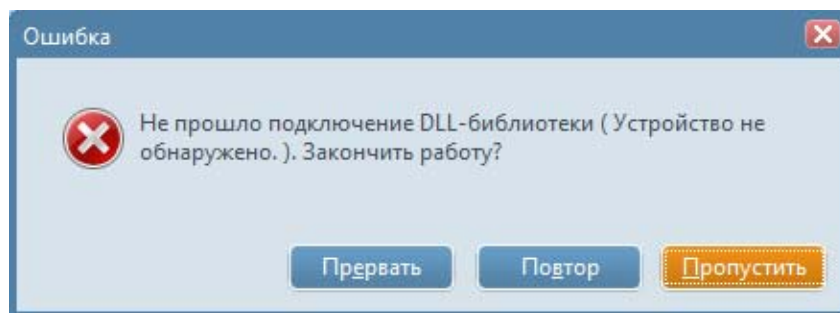 Ошибка
Не прошло подключение DLL-библиотеки ( Устройство не
обнаружено. ). Закончить работу?
Прервать
Повтор
Пропустить